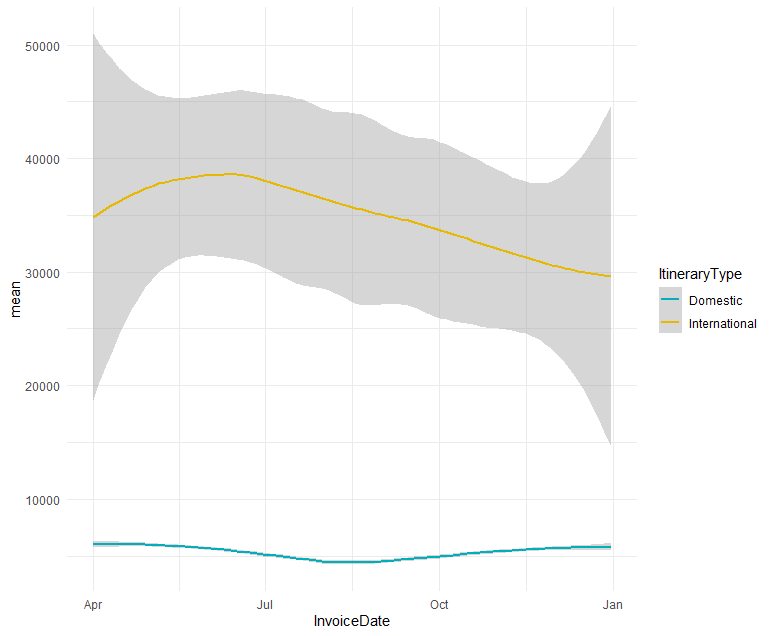 50000
40000
30000
20000
10000
mean
Apr
Jul
Oct
Jan
InvoiceDate
ItineraryType
Domestic
International